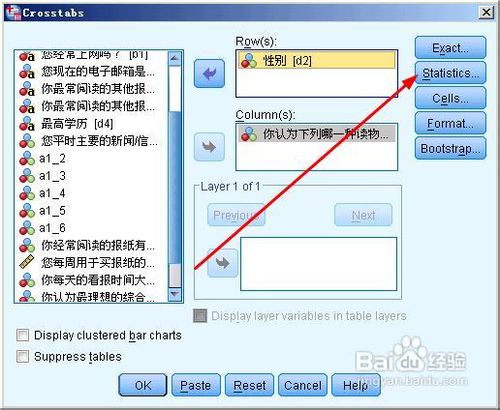 Crosstabs
您经常上网吗？ [b1]
您现在的电子邮箱是...
你最常阅读的其他报...
你最常阅读的其他报...
最高学历 [d4]
您平时主要的新闻/信...
a1_2
a1_3
a1_4
a1_5
a1_6
你经常阅读的报纸有...
您每周用于买报纸的...
你每天的看报时间大...
你认为最理想的综合...
Row(s):
性别 [d2]
Column(s):
你认为下列哪一种读物...
Layer 1 of 1
Previous
Next
Display layer variables in table layers
Exact...
Statistics...
Cells...
Format...
Bootstrap...
Display clustered bar charts
Suppress tables
OK
Paste
Reset
Cancel
Help
Baidu经验
jingyan.baidu.com